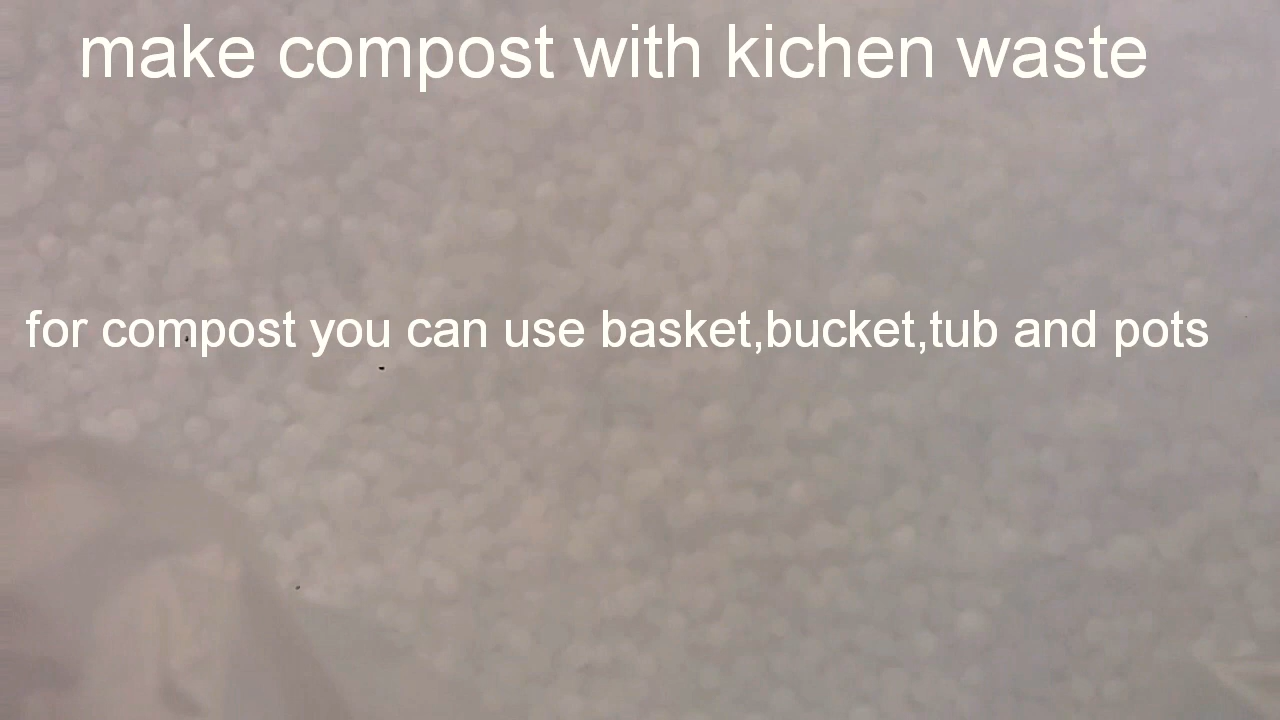 make compost with kichen waste
for compost you can use basket,bucket,tub and pots